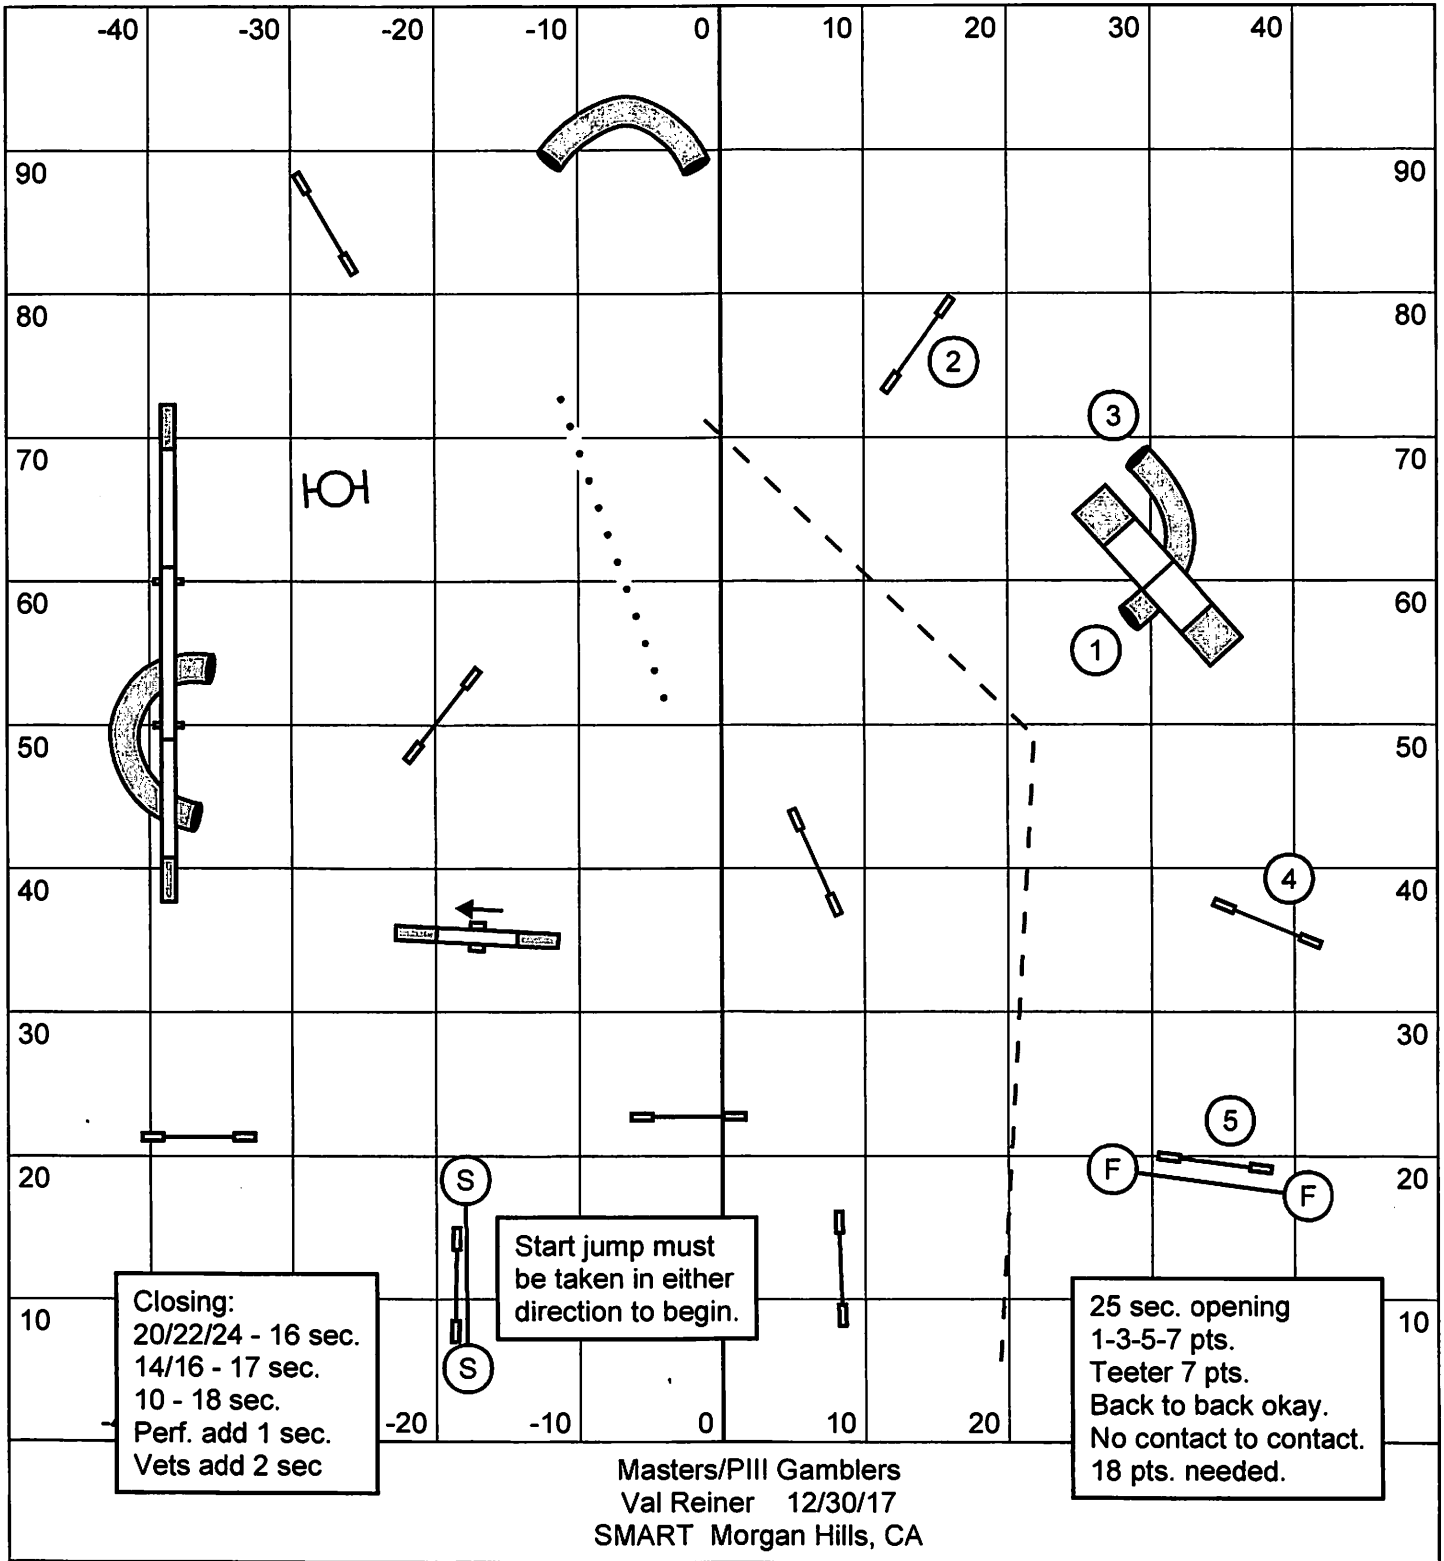 -40 -30 -20 -10 0 10 20 30 40
90 90
80 80
2
3
70 70
60 60
1
50 50
4
40 40
30 30
5
F F
20 20
S
Start jump must
be taken in either
direction to begin.
S
Closing:
20/22/24 - 16 sec.
14/16 - 17 sec.
10 - 18 sec.
Perf. add 1 sec.
Vets add 2 sec
25 sec. opening
1-3-5-7 pts.
Teeter 7 pts.
Back to back okay.
No contact to contact.
18 pts. needed.
10 10
-20 -10 0 10 20
Masters/PIII Gamblers
Val Reiner 12/30/17
SMART Morgan Hills, CA